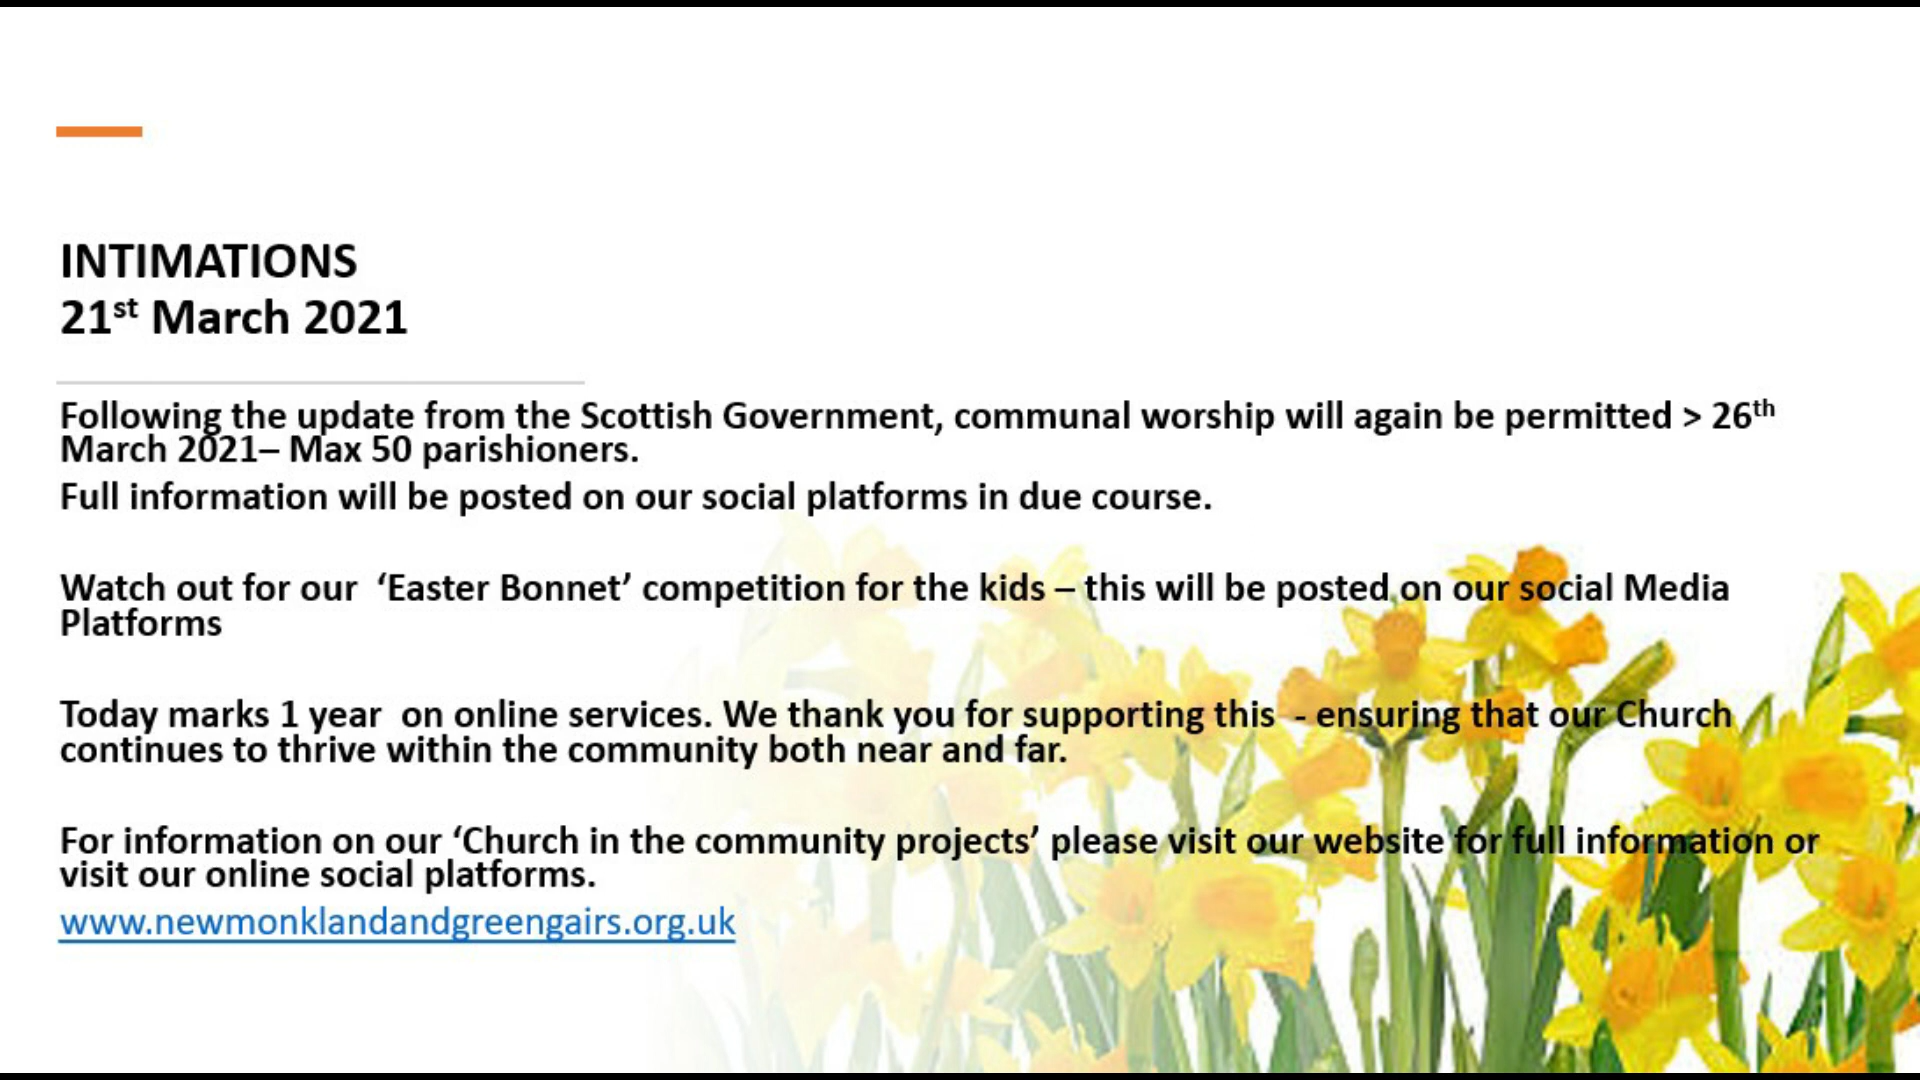 INTIMATIONS
21st March 2021
Following the update from the Scottish Government, communal worship will again be permitted > 26th
March 2021– Max 50 parishioners.
Full information will be posted on our social platforms in due course.
Watch out for our  ‘Easter Bonnet’ competition for the kids – this will be posted on our social Media
Platforms
Today marks 1 year  on online services. We thank you for supporting this  - ensuring that our Church
continues to thrive within the community both near and far.
For information on our ‘Church in the community projects’ please visit our website for full information or
visit our online social platforms.
www.newmonklandandgreengairs.org.uk